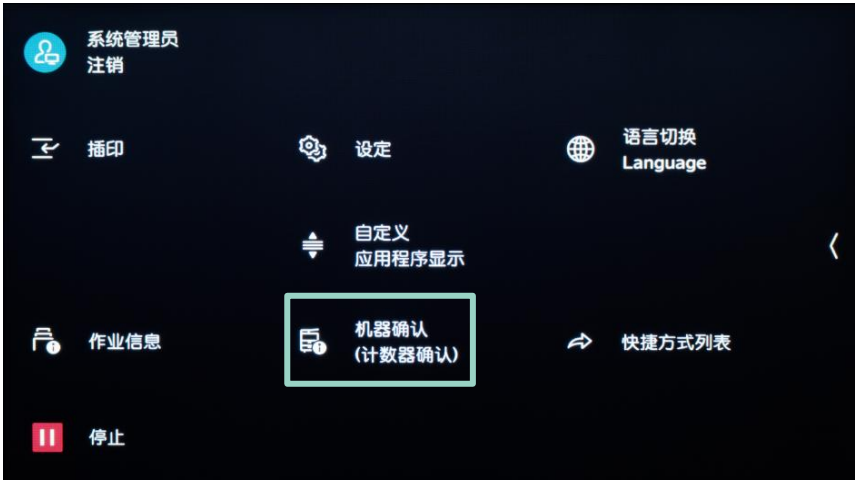 系统管理员
注销
插印
设定
语言切换
Language
自定义
应用程序显示
作业信息
机器确认
(计数器确认)
快捷方式列表
停止